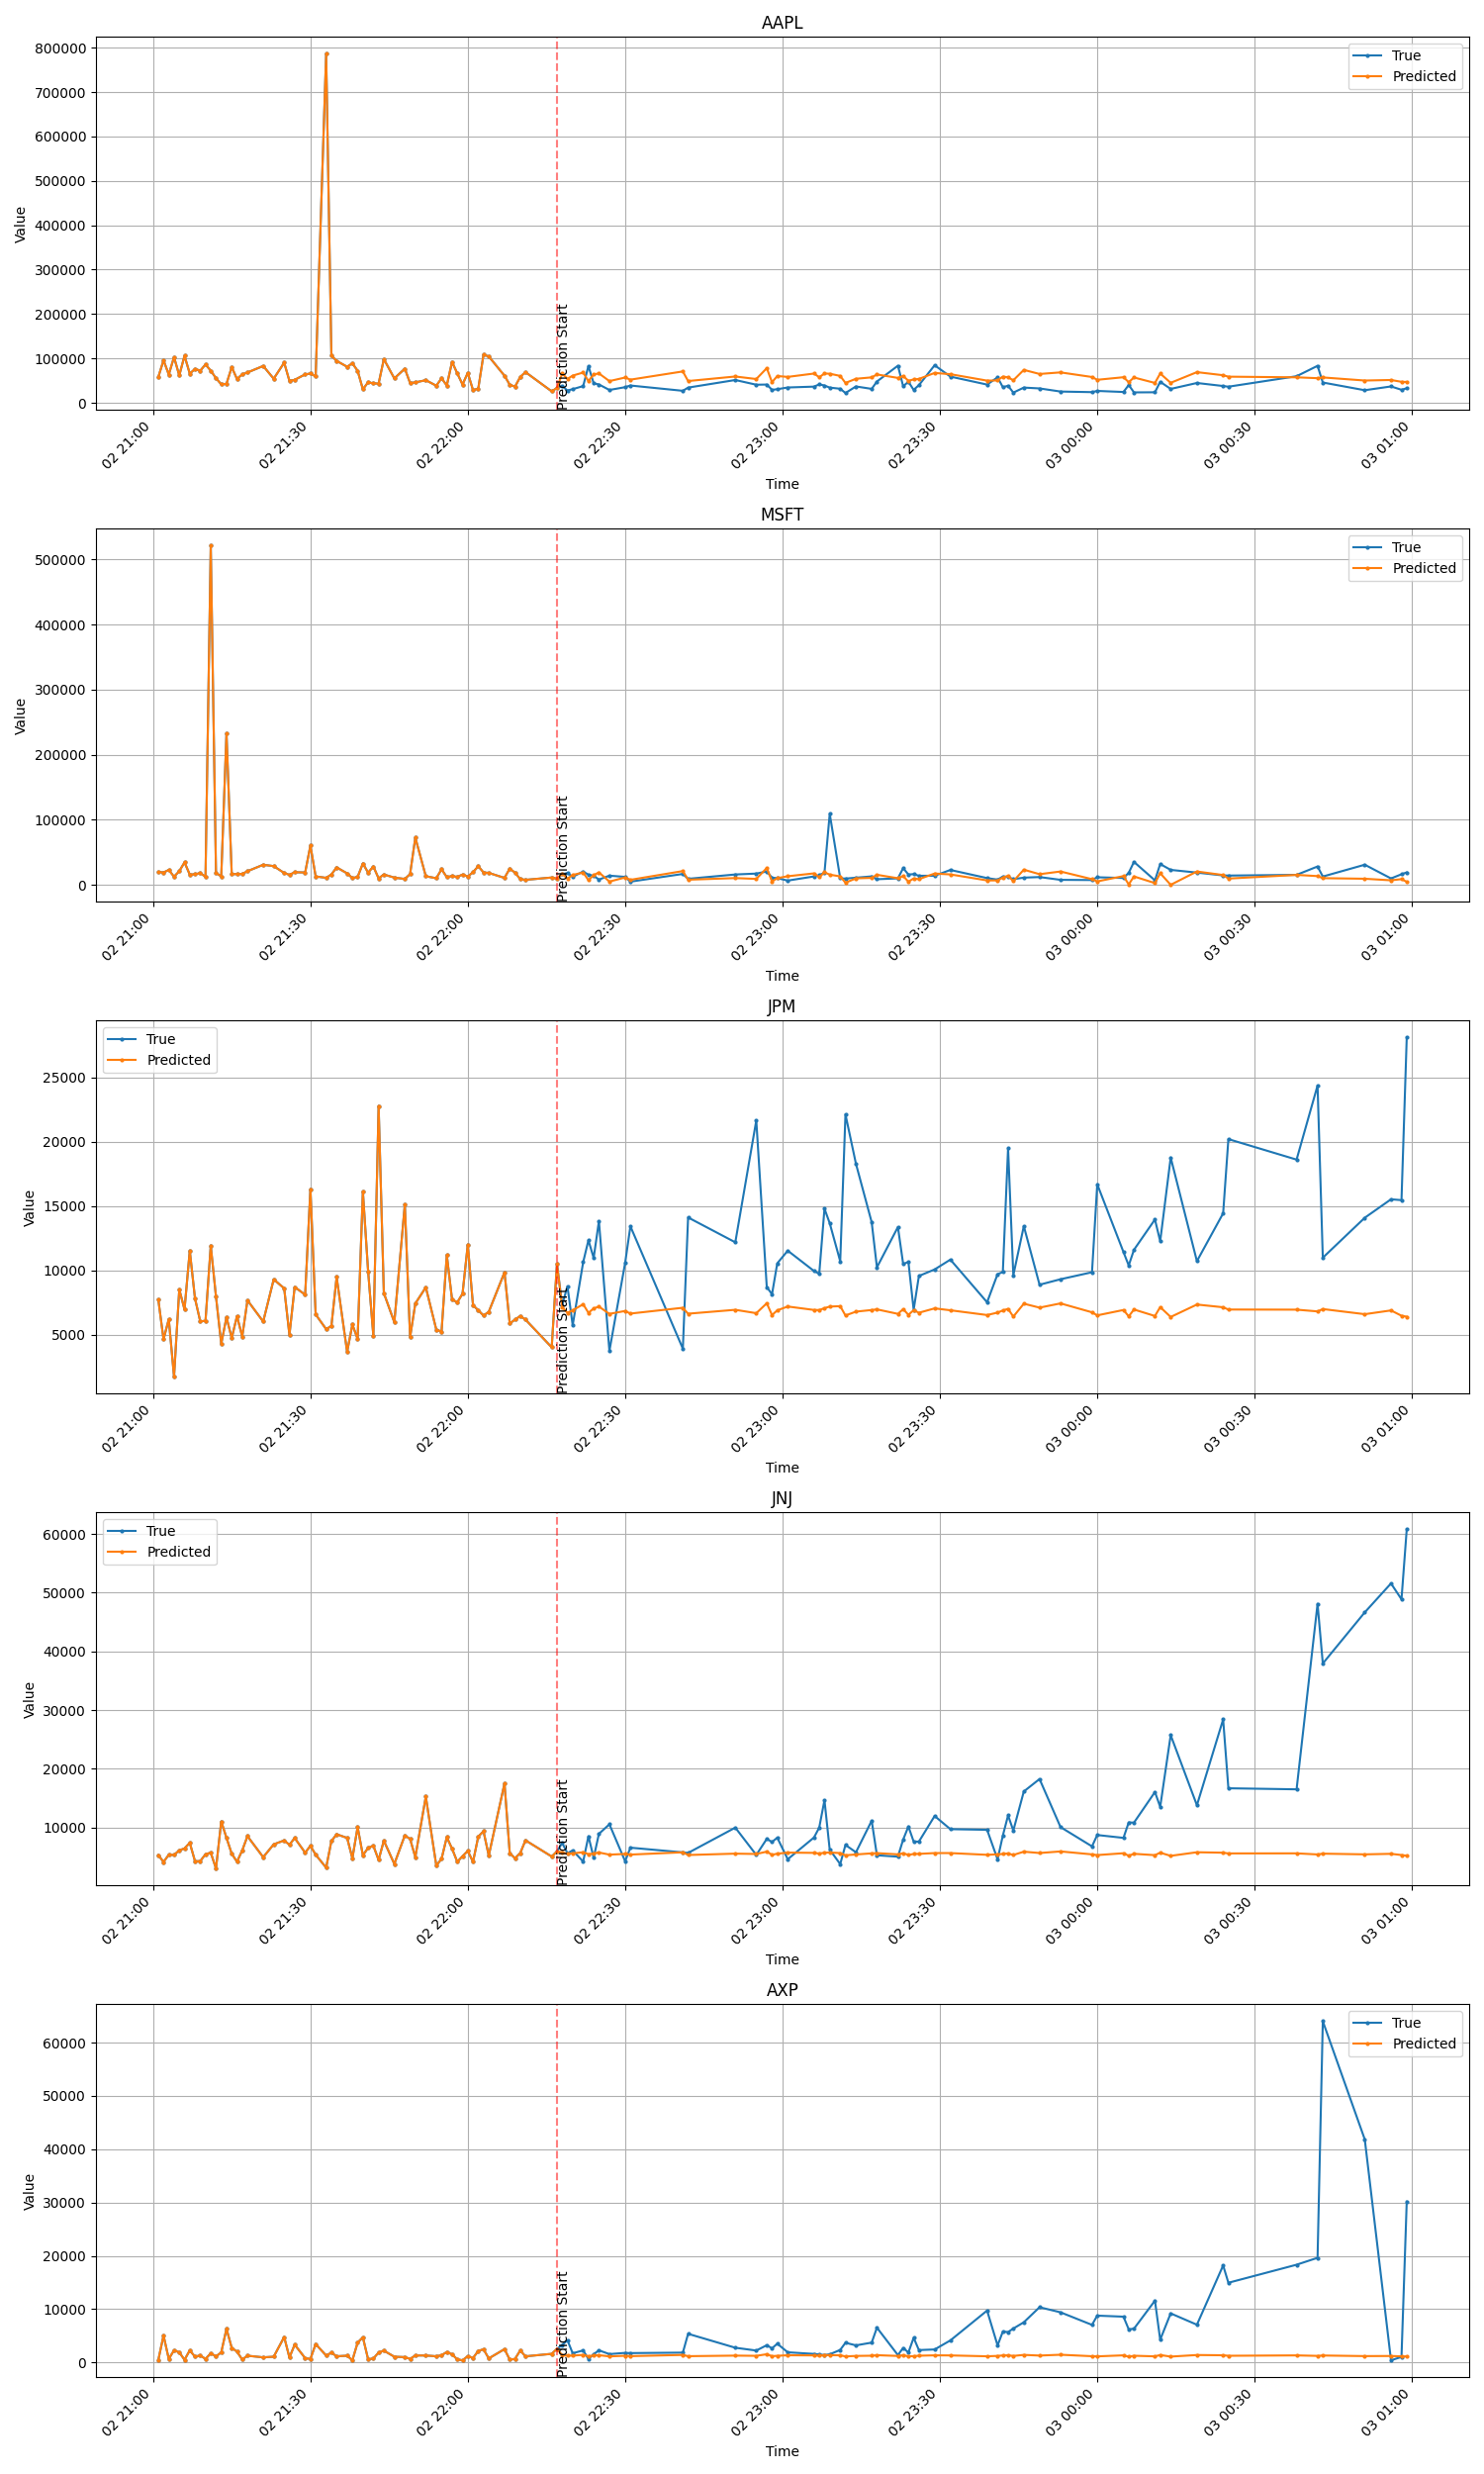 AAPL
True
Predicted
800000
700000
600000
500000
400000
300000
200000
100000
0
Value
Prediction Start
02 21:00
02 21:30
02 22:00
02 22:30
02 23:00
02 23:30
03 00:00
03 00:30
03 01:00
Time
MSFT
True
Predicted
500000
400000
300000
200000
100000
0
Value
Prediction Start
02 21:00
02 21:30
02 22:00
02 22:30
02 23:00
02 23:30
03 00:00
03 00:30
03 01:00
Time
JPM
True
Predicted
25000
20000
15000
10000
5000
Value
Prediction Start
02 21:00
02 21:30
02 22:00
02 22:30
02 23:00
02 23:30
03 00:00
03 00:30
03 01:00
Time
JNJ
True
Predicted
60000
50000
40000
30000
20000
10000
Value
Prediction Start
02 21:00
02 21:30
02 22:00
02 22:30
02 23:00
02 23:30
03 00:00
03 00:30
03 01:00
Time
AXP
True
Predicted
60000
50000
40000
30000
20000
10000
0
Value
Prediction Start
02 21:00
02 21:30
02 22:00
02 22:30
02 23:00
02 23:30
03 00:00
03 00:30
03 01:00
Time